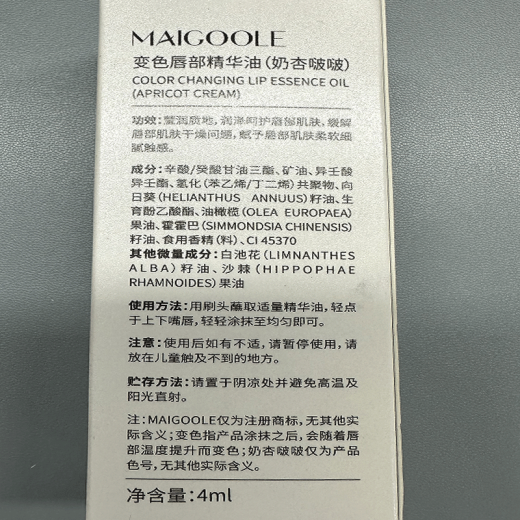 MAIGOOLE
变色唇部精华油(奶杏啵啵)
COLOR CHANGING LIP ESSENCE OIL
(APRICOT CREAM)
功效:莹润质地,润泽呵护唇部肌肤,缓解
唇部肌肤干燥问题,赋予唇部肌肤柔软细
腻触感。
成分:辛酸/癸酸甘油三酯、矿油、异壬酸
异壬酯、氢化(苯乙烯/丁二烯)共聚物、向
日葵(HELIANTHUS ANNUUS)籽油、生
育酚乙酸酯、油橄榄(OLEA EUROPAEA)
果油、霍霍巴(SIMMONDSIA CHINENSIS)
籽油、食用香精(料)、CI 45370
其他微量成分:白池花(LIMNANTHES
ALBA)籽油、沙棘(HIPPOPHAE
RHAMNOIDES)果油
使用方法:用刷头蘸取适量精华油,轻点
于上下嘴唇,轻轻涂抹至均匀即可。
注意:使用后如有不适,请暂停使用,请
放在儿童触及不到的地方。
贮存方法:请置于阴凉处并避免高温及
阳光直射。
注:MAIGOOLE仅为注册商标,无其他实
际含义;变色指产品涂抹之后,会随着唇
部温度提升而变色;奶杏啵啵仅为产品
色号,无其他实际含义。
净含量:4ml